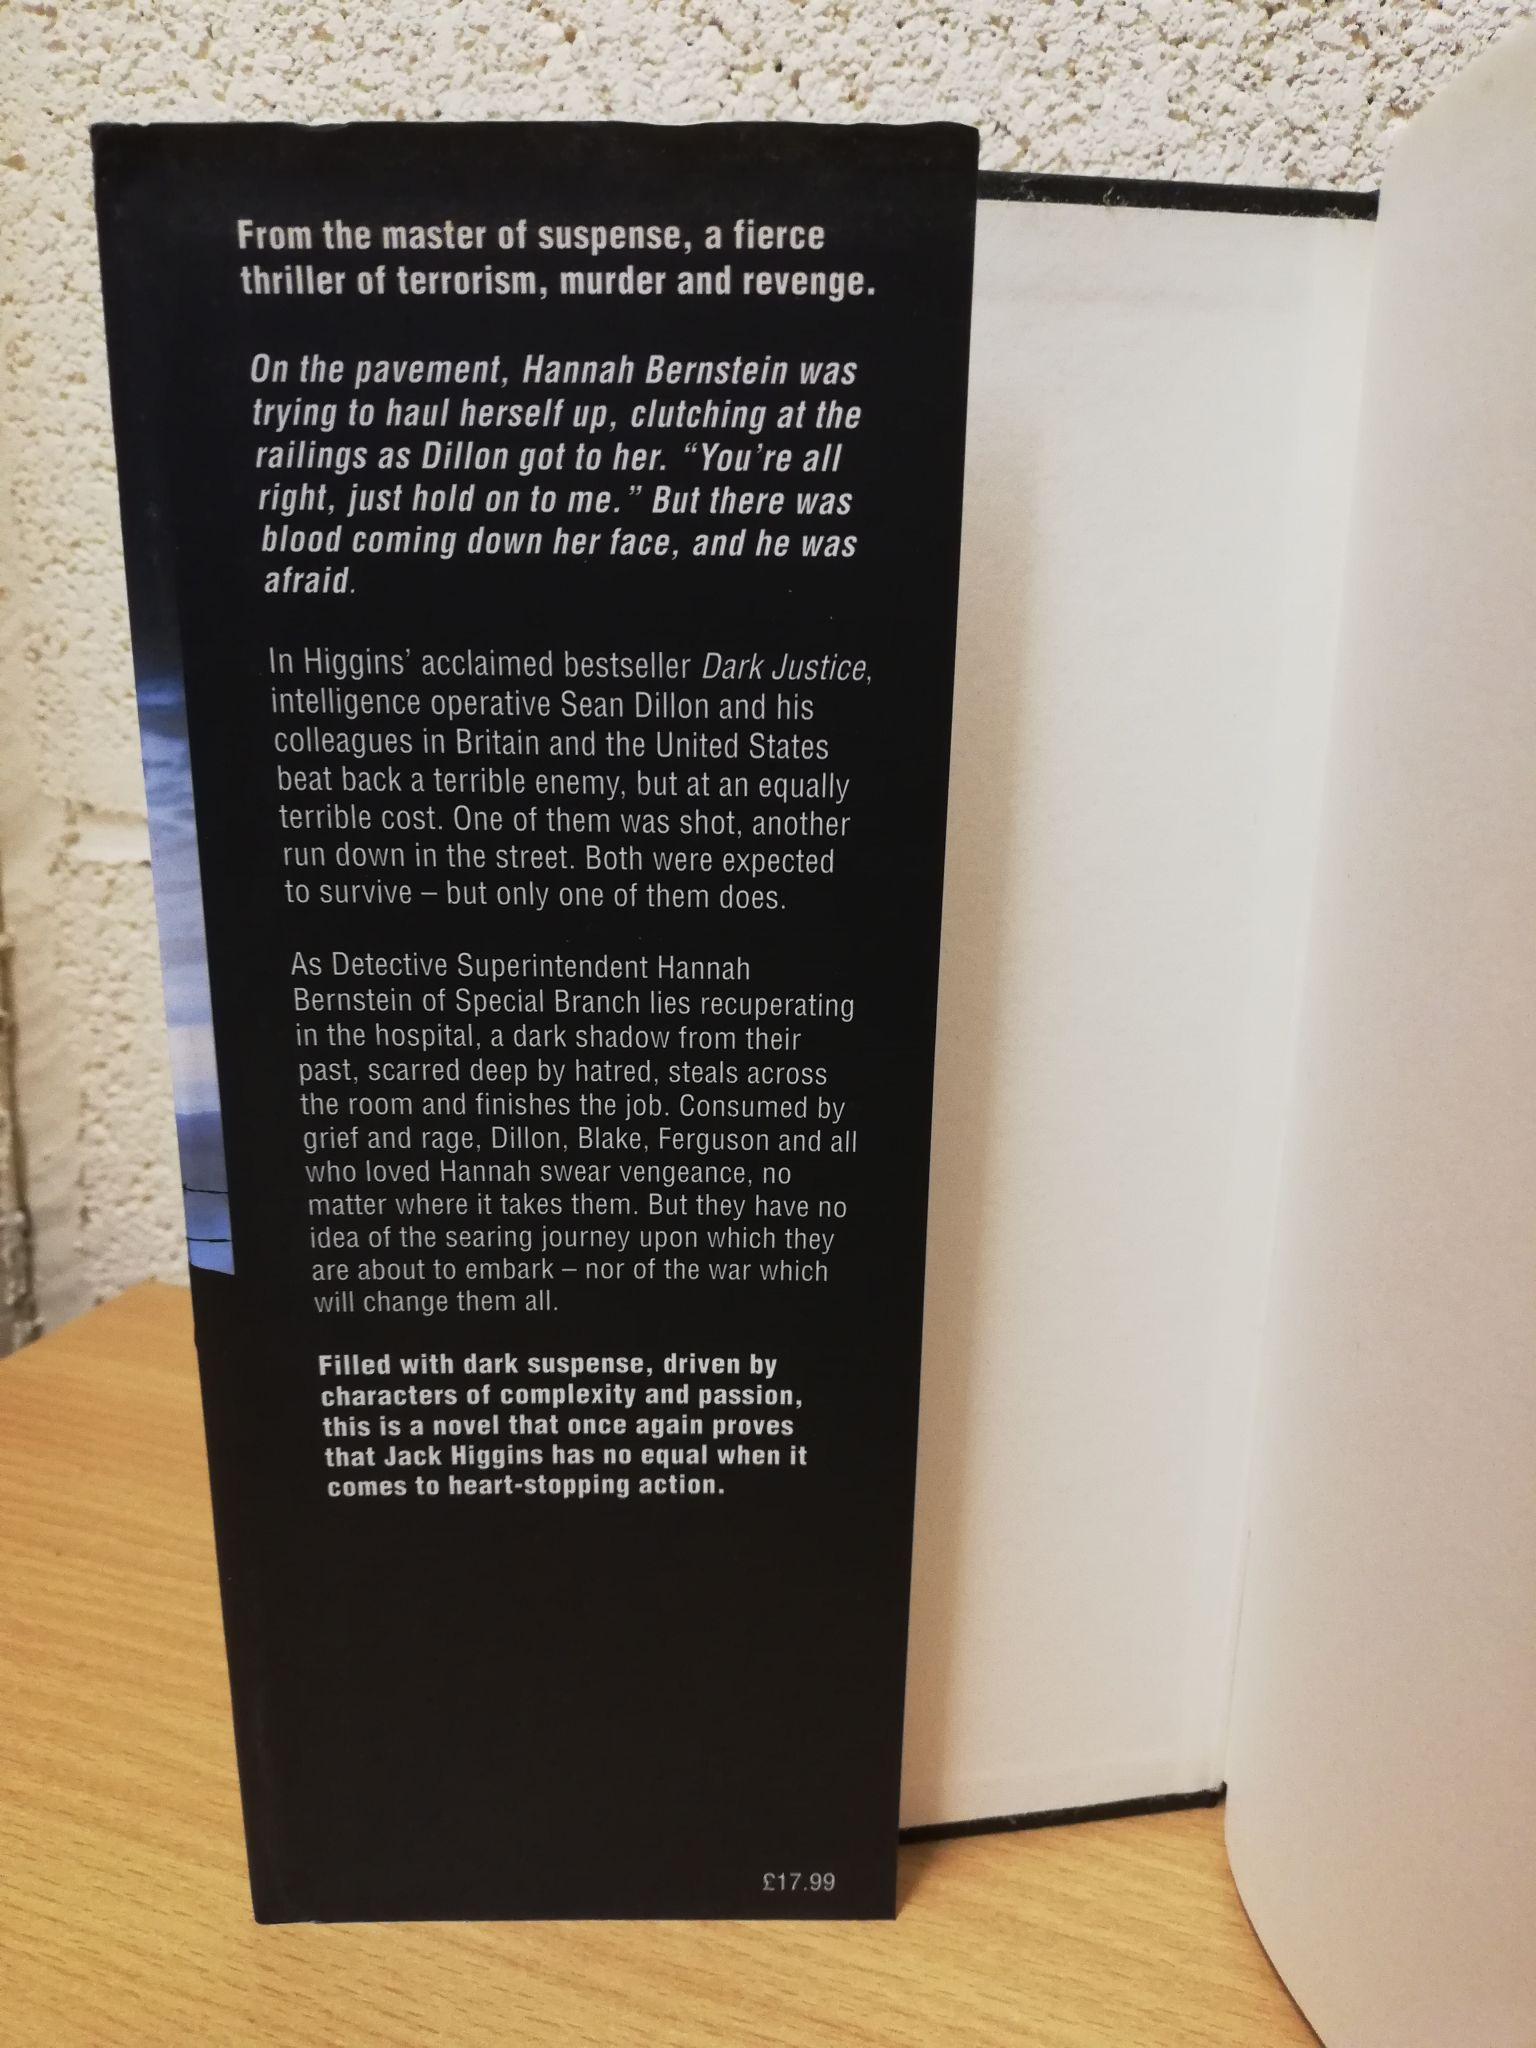 From the master of suspense, a fierce
thriller of terrorism, murder and revenge.
On the pavement, Hannah Bernstein was
trying to haul herself up, clutching at the
railings as Dillon got to her. “You’re all
right, just hold on to me.” But there was
blood coming down her face, and he was
afraid.
In Higgins’ acclaimed bestseller Dark Justice,
intelligence operative Sean Dillon and his
colleagues in Britain and the United States
beat back a terrible enemy, but at an equally
terrible cost. One of them was shot, another
run down in the street. Both were expected
to survive – but only one of them does.
As Detective Superintendent Hannah
Bernstein of Special Branch lies recuperating
in the hospital, a dark shadow from their
past, scarred deep by hatred, steals across
the room and finishes the job. Consumed by
grief and rage, Dillon, Blake, Ferguson and all
who loved Hannah swear vengeance, no
matter where it takes them. But they have no
idea of the searing journey upon which they
are about to embark – nor of the war which
will change them all.
Filled with dark suspense, driven by
characters of complexity and passion,
this is a novel that once again proves
that Jack Higgins has no equal when it
comes to heart-stopping action.
£17.99